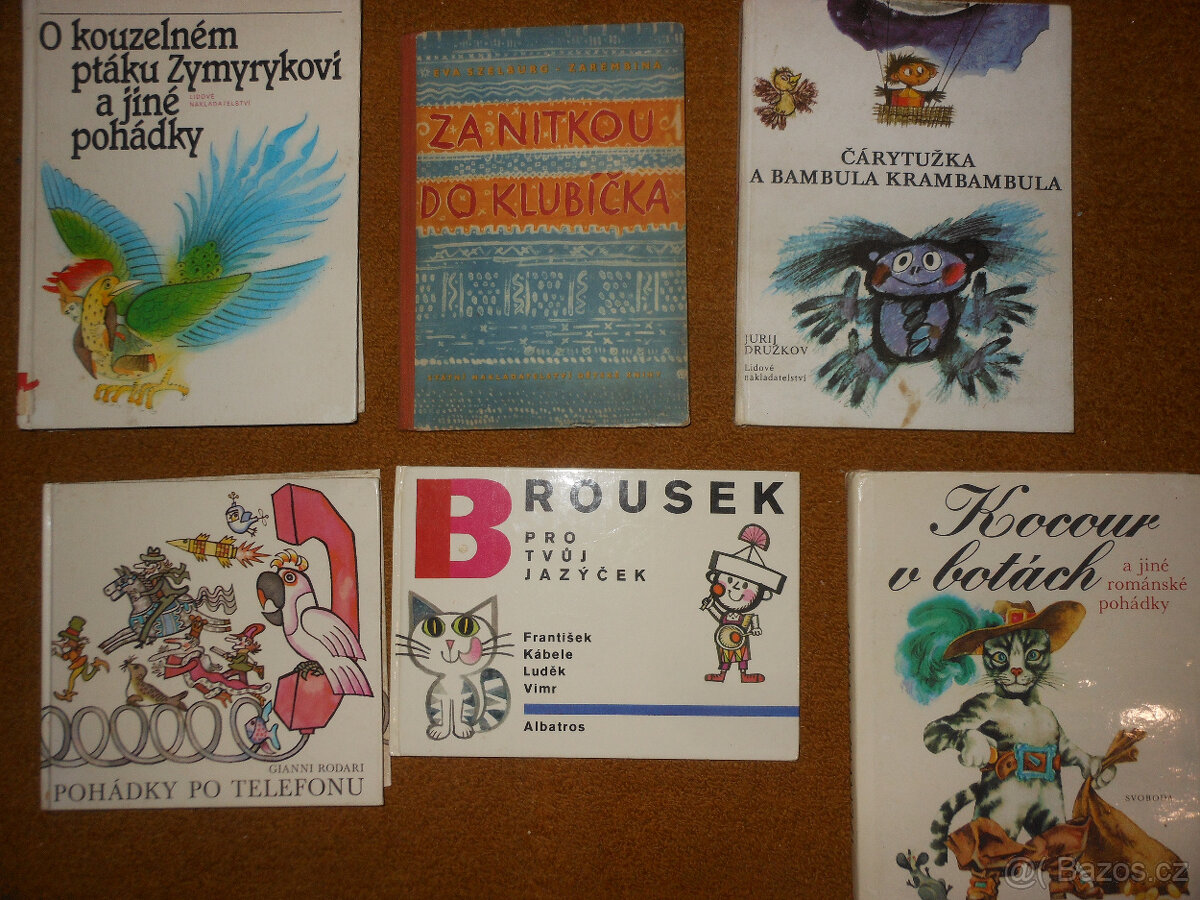 O kouzelném
ptáku Zymyrykovi
a jiné
pohádky
LIDOVÉ
NAKLADATELSTVÍ
EVA SZELBURG - ZAREMBINA
ZA NITKOU
DO KLUBÍČKA
STÁTNÍ NAKLADATELSTVÍ DĚTSKÉ KNIHY
ČÁRYTUŽKA
A BAMBULA KRAMBAMBULA
JURIJ
DRUŽKOV
Lidové
nakladatelství
GIANNI RODARI
POHÁDKY PO TELEFONU
BROUSEK
PRO
TVŮJ
JAZÝČEK
František
Kábele
Luděk
Vimr
Albatros
Kocour
v botách
a jiné
románské
pohádky
SVOBODA
@( Bazos.cz